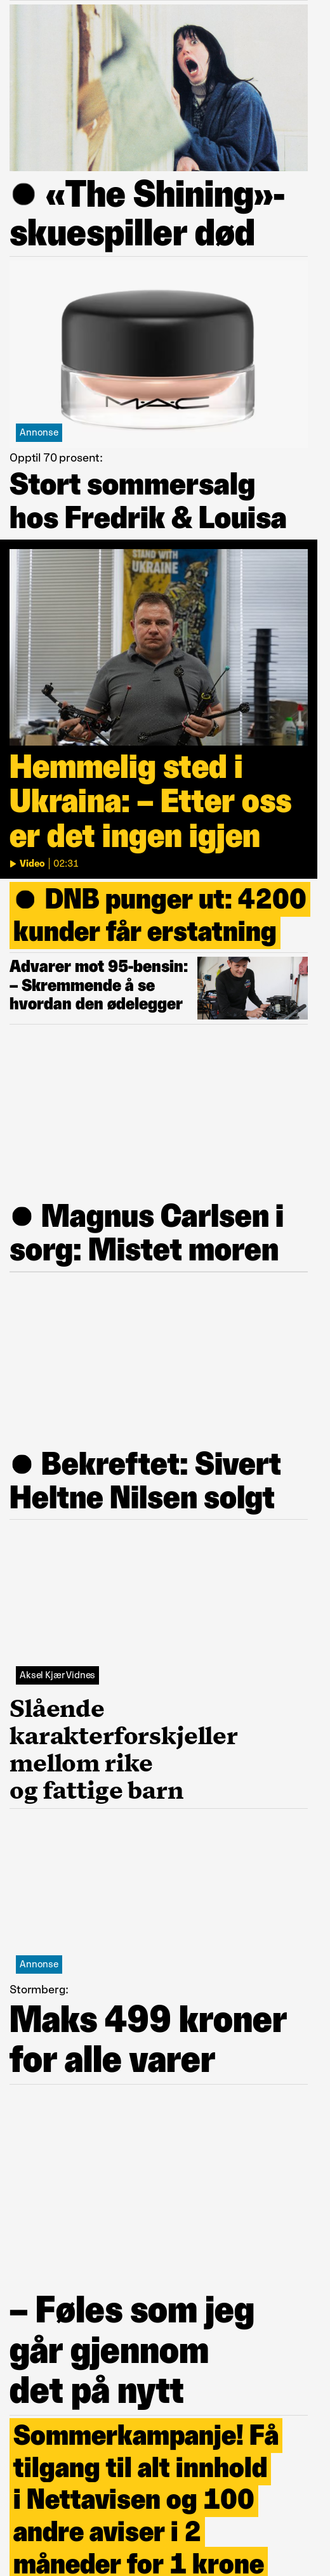 ● «The Shining»-
skuespiller død
MAC
Annonse
Opptil 70 prosent:
Stort sommersalg
hos Fredrik & Louisa
STAND WITH
UKRAINE
Hemmelig sted i
Ukraina: – Etter oss
er det ingen igjen
Video | 02:31
● DNB punger ut: 4200
kunder får erstatning
Advarer mot 95-bensin:
– Skremmende å se
hvordan den ødelegger
● Magnus Carlsen i
sorg: Mistet moren
● Bekreftet: Sivert
Heltne Nilsen solgt
Aksel Kjær Vidnes
Slående
karakterforskjeller
mellom rike
og fattige barn
Annonse
Stormberg:
Maks 499 kroner
for alle varer
– Føles som jeg
går gjennom
det på nytt
Sommerkampanje! Få
tilgang til alt innhold
i Nettavisen og 100
andre aviser i 2
måneder for 1 krone